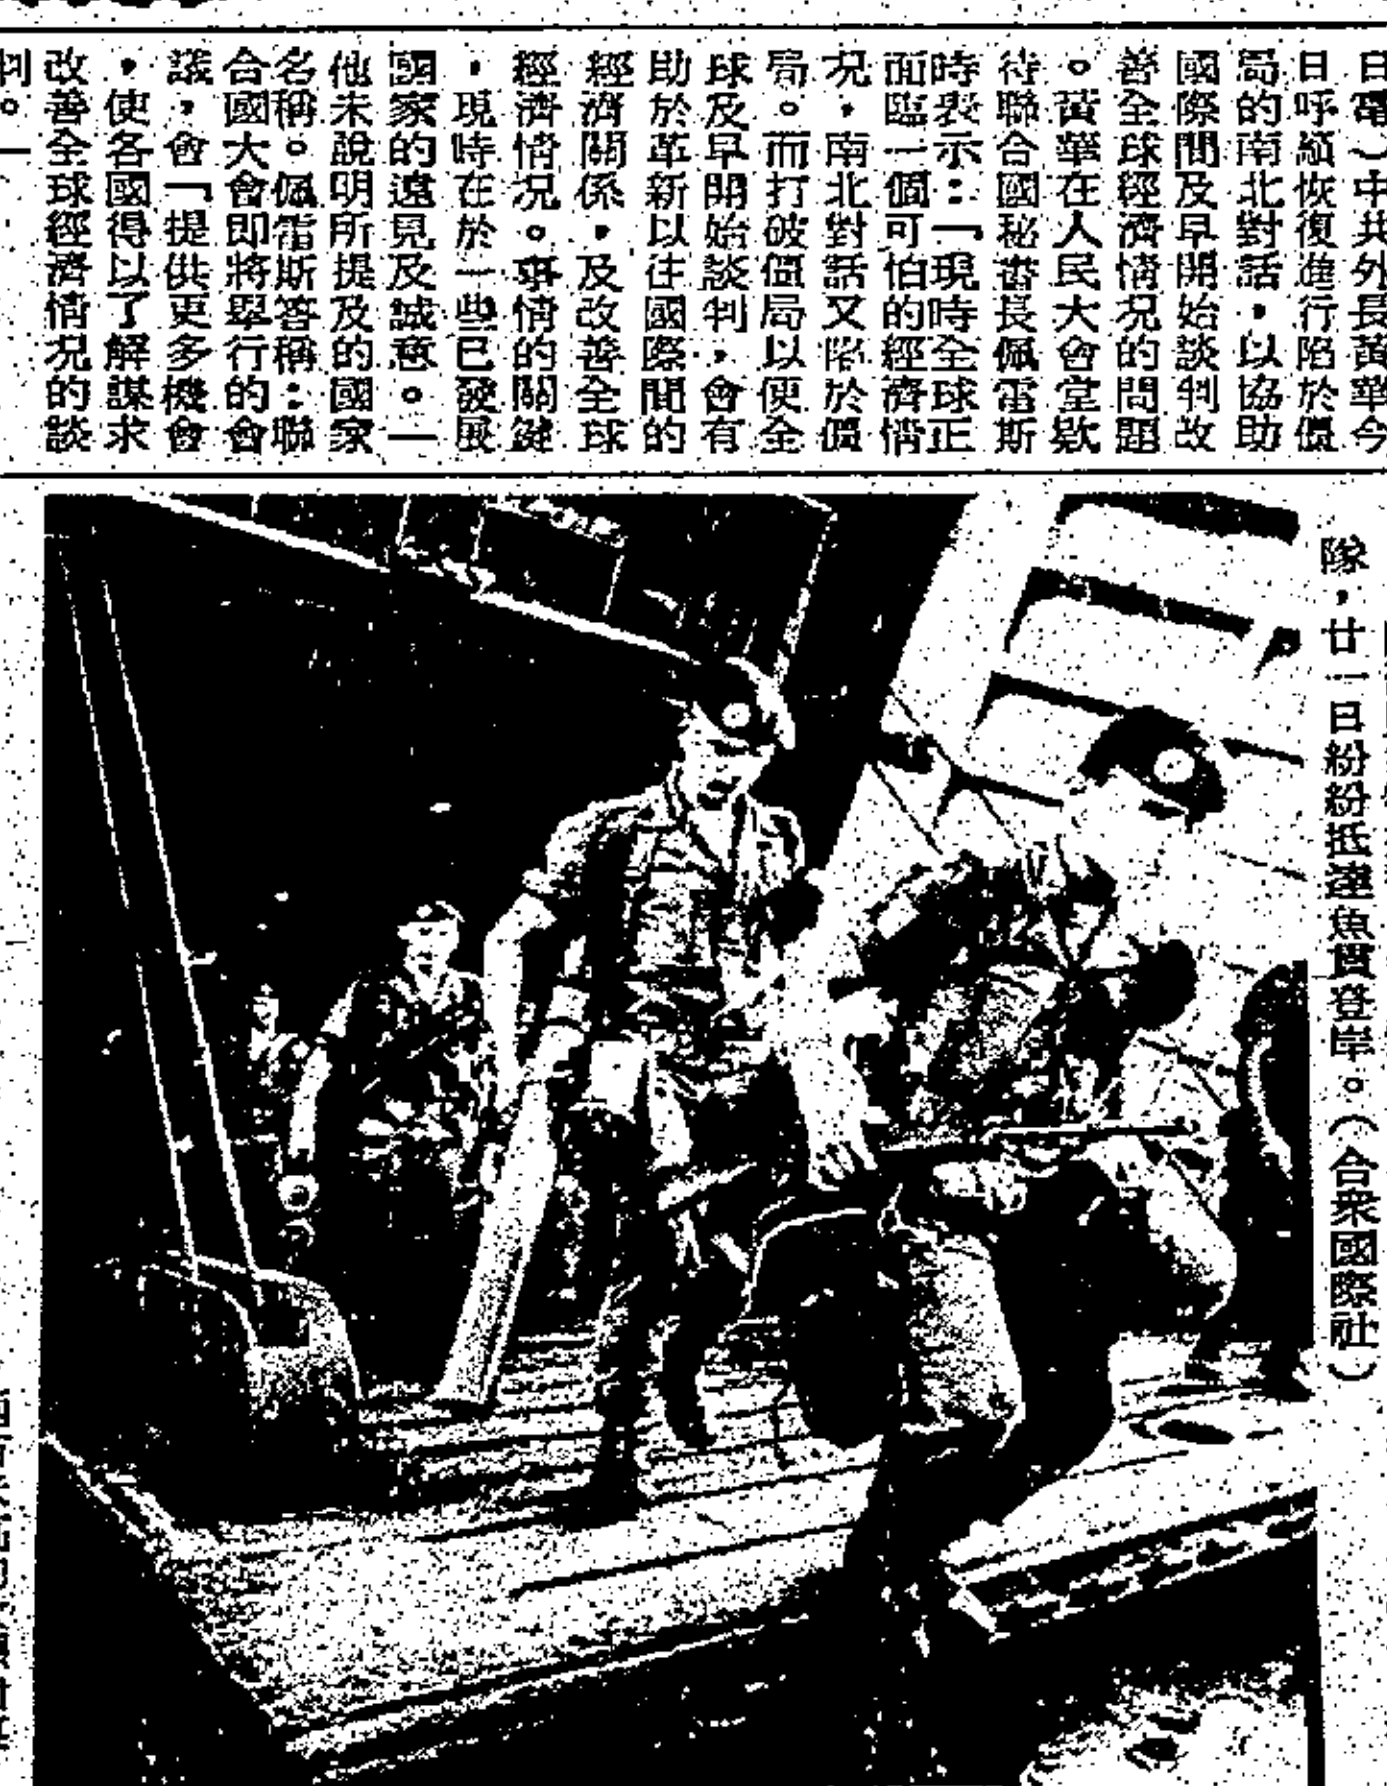 日電）中共外長黃華今
日呼籲恢復進行陷於僵
局的南北對話，以協助
國際間及早開始談判改
善全球經濟情況的問題
。黃華在人民大會堂欵
待聯合國秘書長佩雷斯
時表示：「現時全球正
面臨一個可怕的經濟情
況，南北對話又陷於僵
局。而打破僵局以便全
球及早開始談判，會有
助於革新以往國際間的
經濟關係，及改善全球
經濟情況。事情的關鍵
，現時在於一些已發展
國家的遠見及誠意。—
他未說明所提及的國家
名稱。佩雷斯答稱：聯
合國大會即將舉行的會
議，會「提供更多機會
，使各國得以了解謀求
改善全球經濟情況的談
判。—
隊，廿一日紛紛抵達魚貫登岸。（合衆國際社）